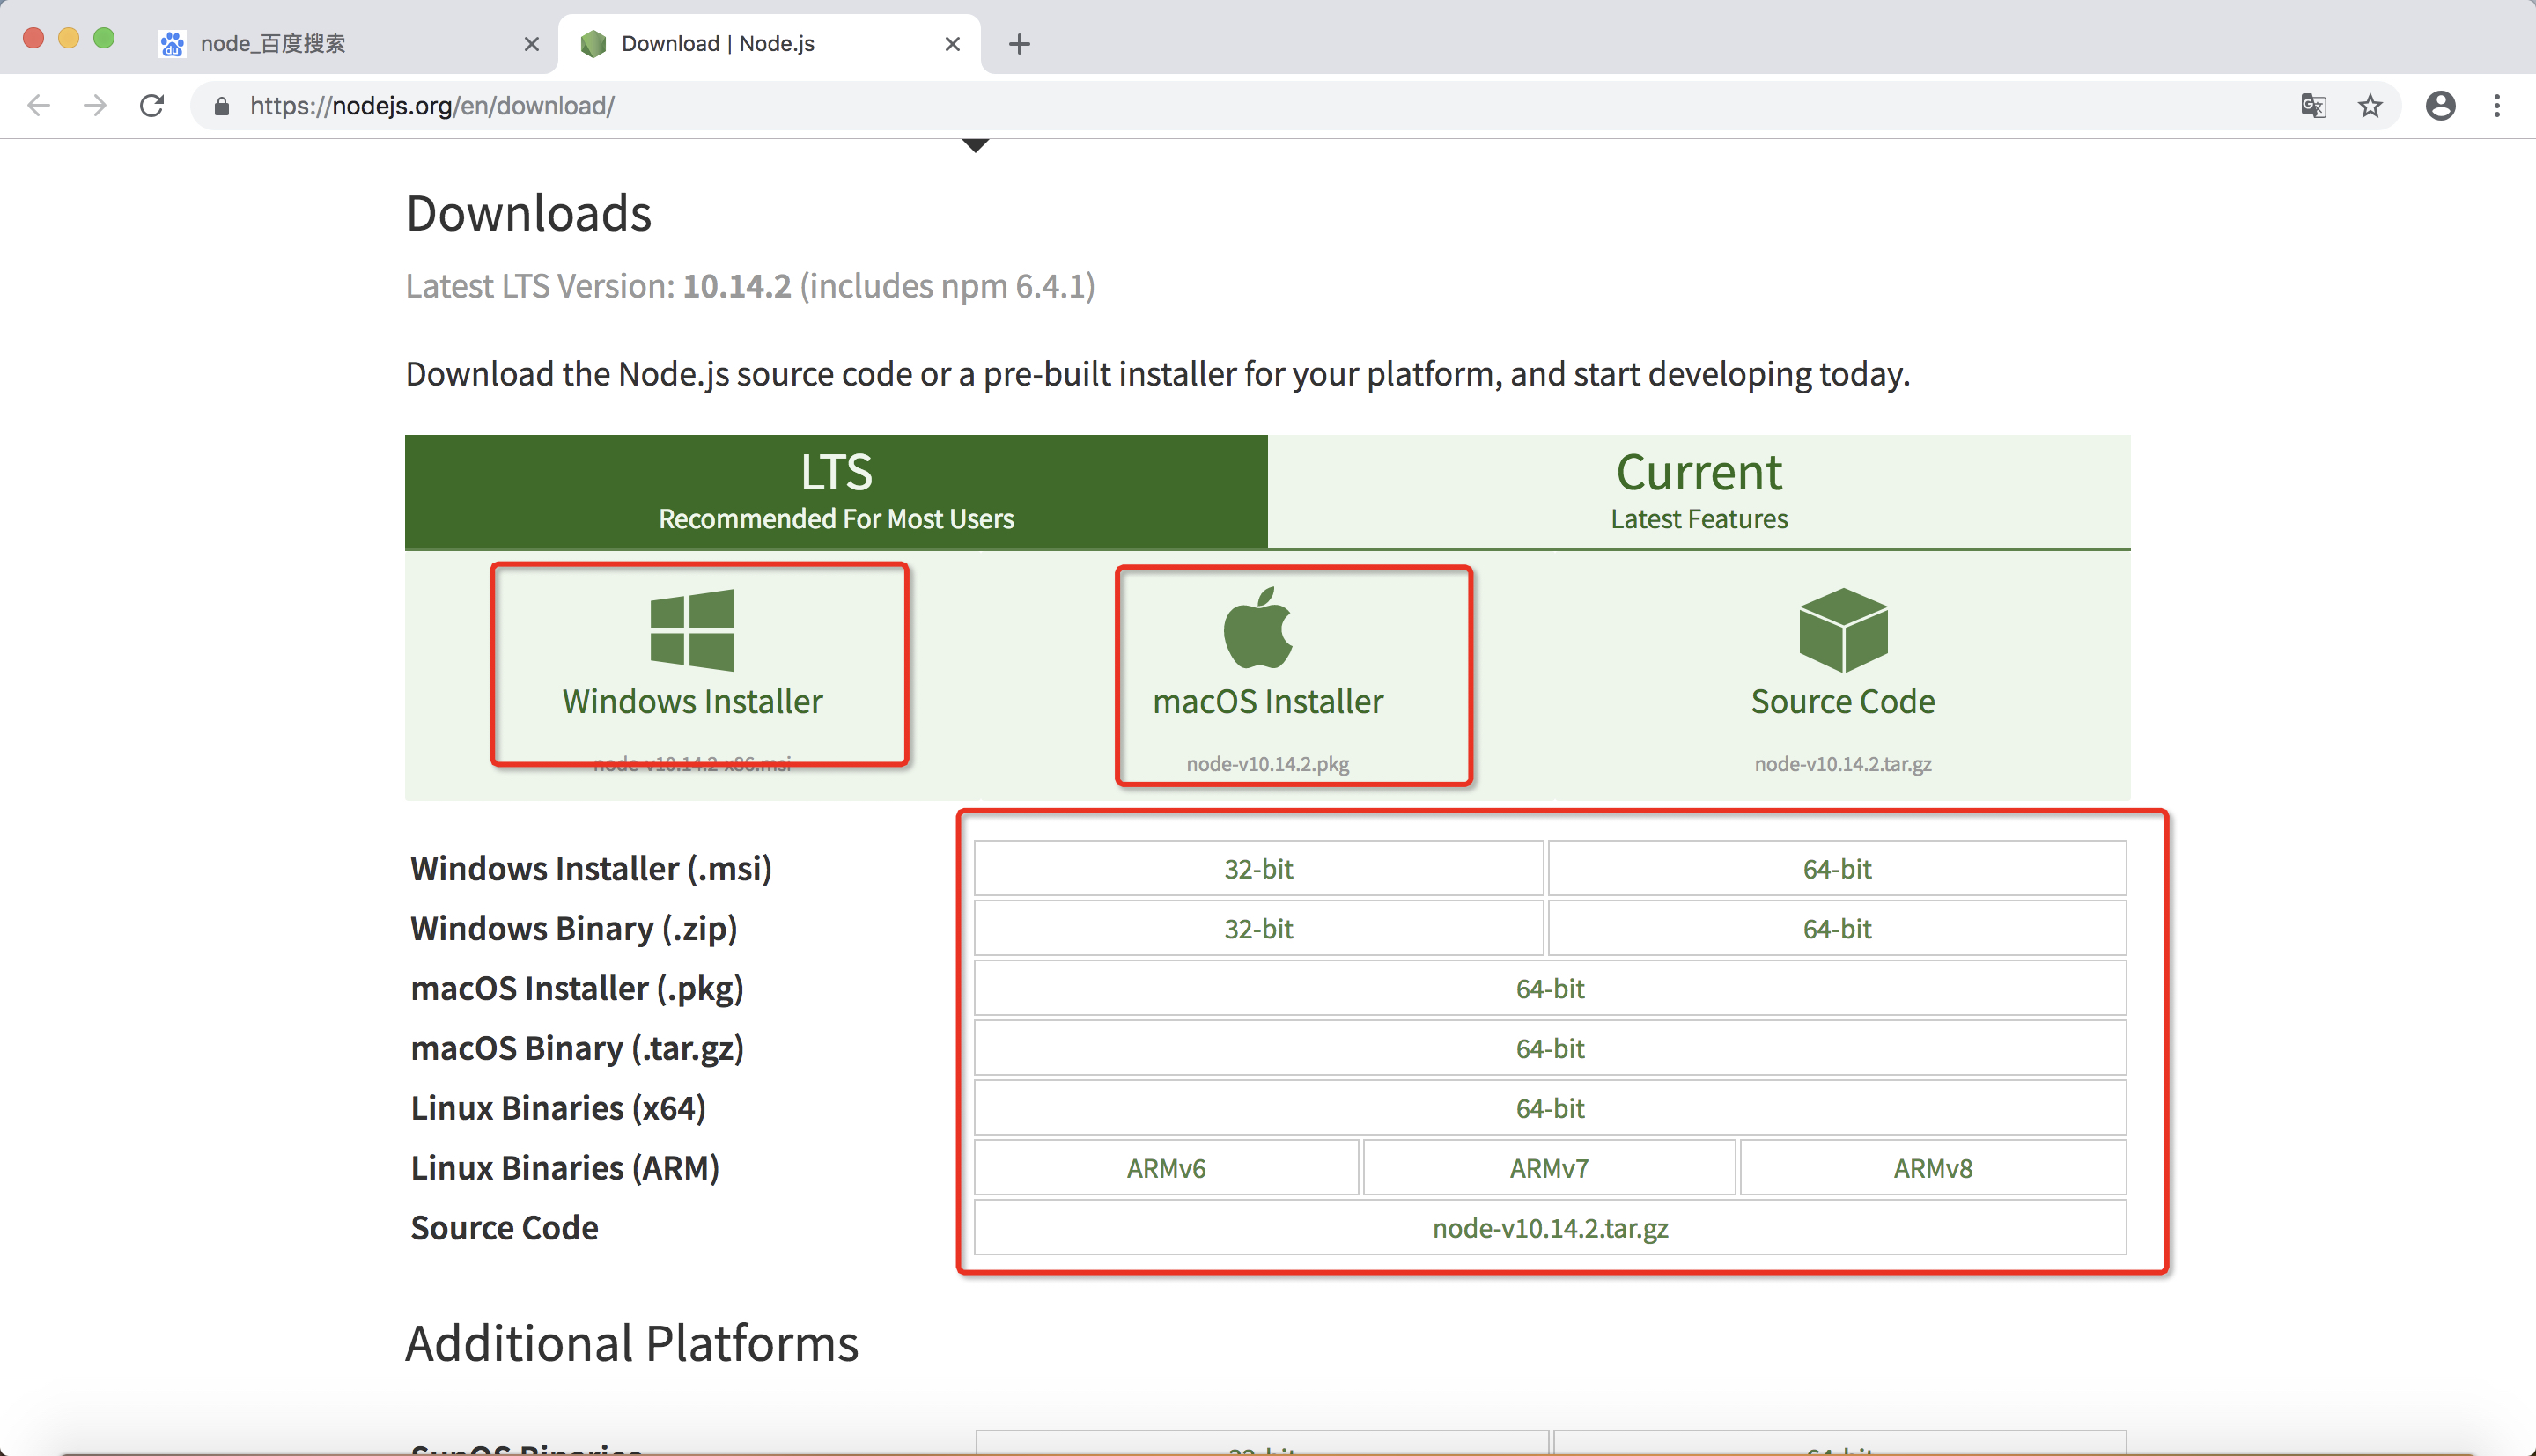 node_百度搜索
Download | Node.js
https://nodejs.org/en/download/
Downloads
Latest LTS Version: 10.14.2 (includes npm 6.4.1)
Download the Node.js source code or a pre-built installer for your platform, and start developing today.
LTS
Recommended For Most Users
Current
Latest Features
Windows Installer
node-v10.14.2-x86.msi
macOS Installer
node-v10.14.2.pkg
Source Code
node-v10.14.2.tar.gz
Windows Installer (.msi) 32-bit 64-bit
Windows Binary (.zip) 32-bit 64-bit
macOS Installer (.pkg) 64-bit
macOS Binary (.tar.gz) 64-bit
Linux Binaries (x64) 64-bit
Linux Binaries (ARM) ARMv6 ARMv7 ARMv8
Source Code node-v10.14.2.tar.gz
Additional Platforms
SunOS Binaries 32-bit 64-bit